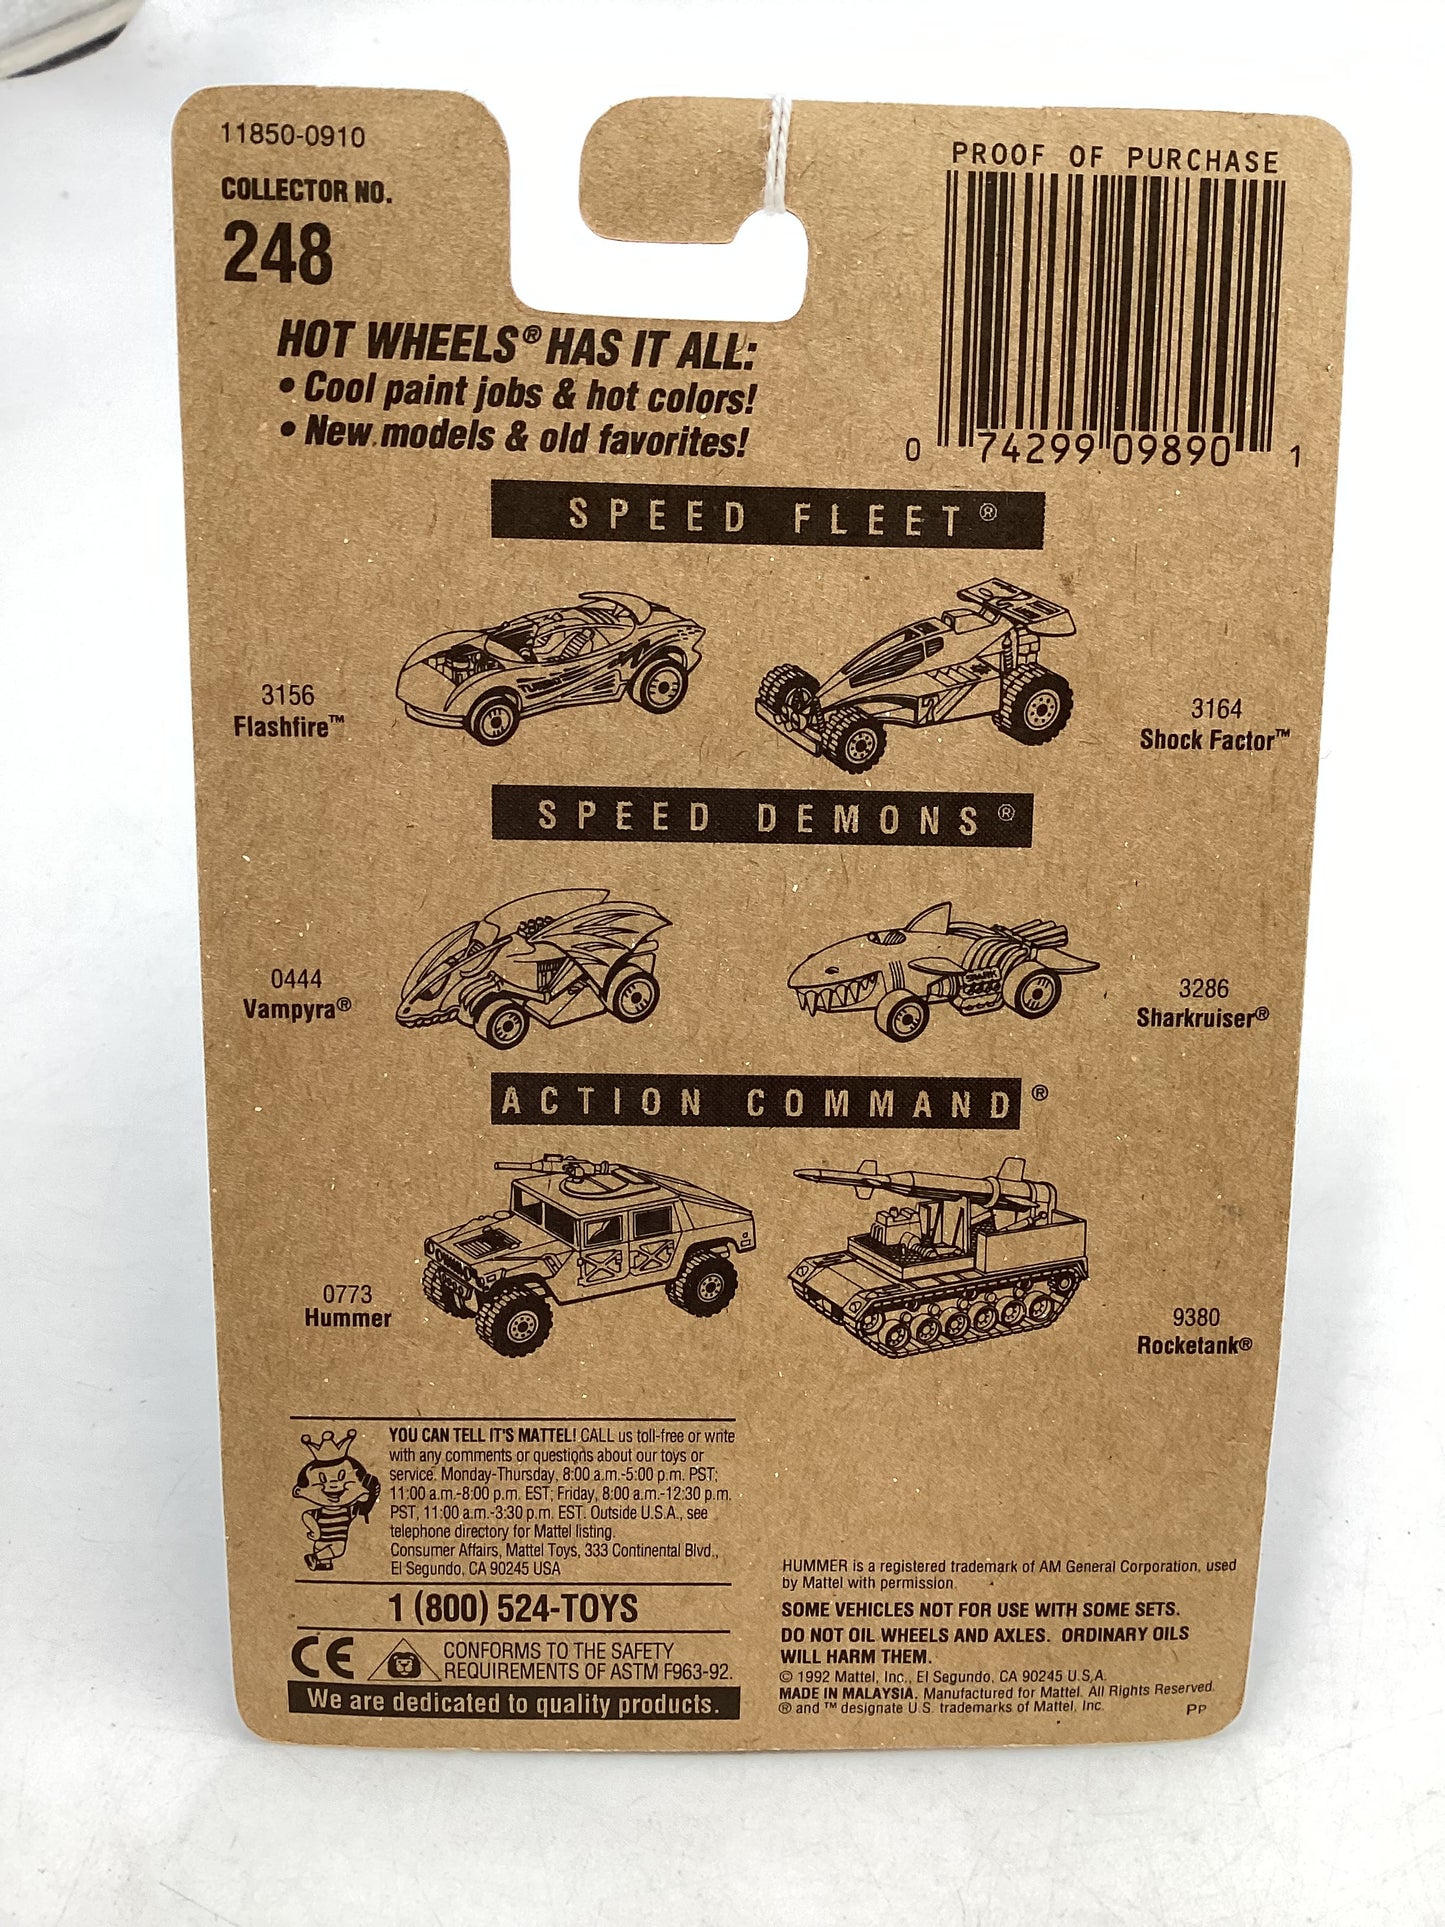 11850-0910
COLLECTOR NO.
248
PROOF OF PURCHASE
0 74299 09890 1
HOT WHEELS® HAS IT ALL:
• Cool paint jobs & hot colors!
• New models & old favorites!
SPEED FLEET®
3156
Flashfire™
TURBO
3164
Shock Factor™
SPEED DEMONS®
0444
Vampyra®
SHARK
3286
Sharkruiser®
ACTION COMMAND®
0773
Hummer
9380
Rocketank®
YOU CAN TELL IT'S MATTEL! CALL us toll-free or write
with any comments or questions about our toys or
service, Monday-Thursday, 8:00 a.m.-5:00 p.m. PST;
11:00 a.m.-8:00 p.m. EST, Friday, 8:00 a.m.-12:30 p.m.
PST, 11:00 a.m.-3:30 p.m. EST. Outside U.S.A., see
telephone directory for Mattel listing.
Consumer Affairs, Mattel Toys, 333 Continental Blvd.,
El Segundo, CA 90245 USA
1 (800) 524-TOYS
CE
CONFORMS TO THE SAFETY
REQUIREMENTS OF ASTM F963-92.
We are dedicated to quality products.
HUMMER is a registered trademark of AM General Corporation, used
by Mattel with permission.
SOME VEHICLES NOT FOR USE WITH SOME SETS.
DO NOT OIL WHEELS AND AXLES. ORDINARY OILS
WILL HARM THEM.
© 1992 Mattel, Inc., El Segundo, CA 90245 U.S.A.
MADE IN MALAYSIA. Manufactured for Mattel. All Rights Reserved.
® and ™ designate U.S. trademarks of Mattel, Inc.
PP